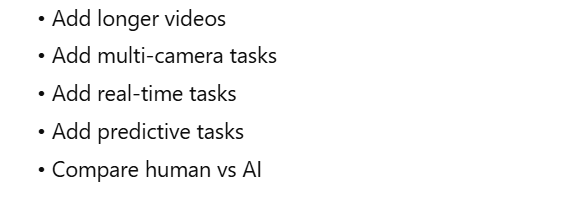 • Add longer videos
• Add multi-camera tasks
• Add real-time tasks
• Add predictive tasks
• Compare human vs AI